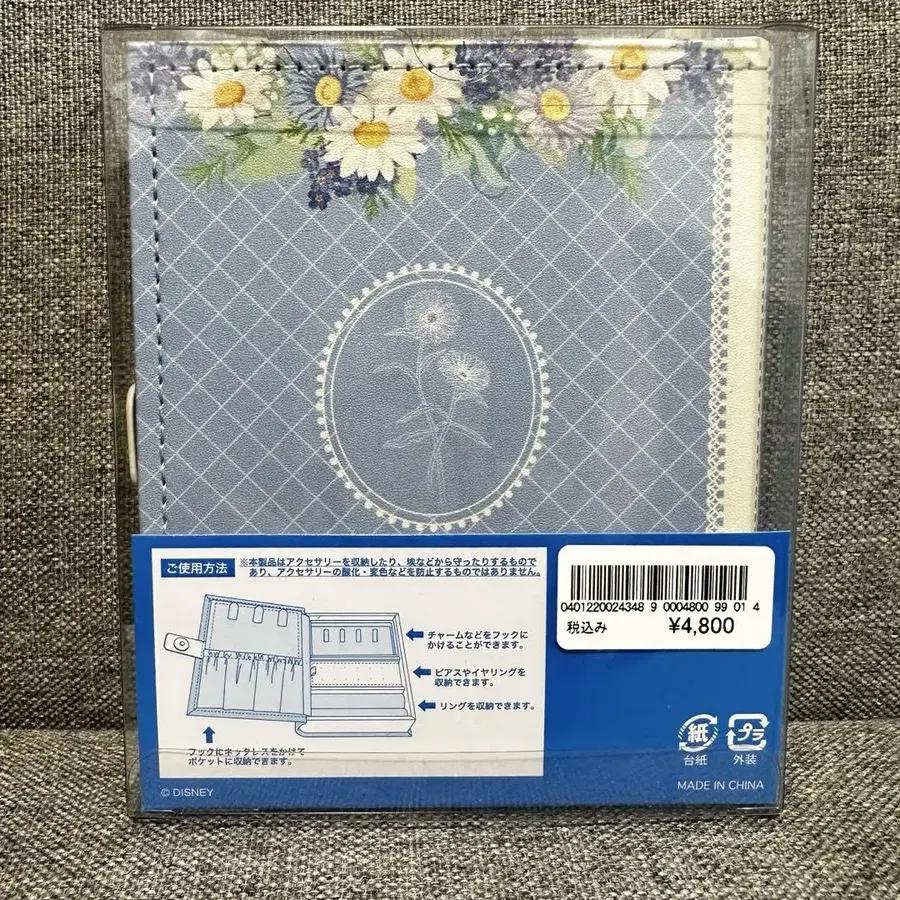 ご使用方法
※本製品はアクセサリーを収納したり、埃などから守ったりするもので
あり、アクセサリーの酸化・変色などを防止するものではありません。
チャームなどをフックに
かけることができます。
ピアスやイヤリングを
収納できます。
リングを収納できます。
フックにネックレスをかけて
ポケットに収納できます。
© DISNEY
0401220024348 9 0004800 99 01 4
税込み ¥4,800
紙
台紙
プラ
外装
MADE IN CHINA